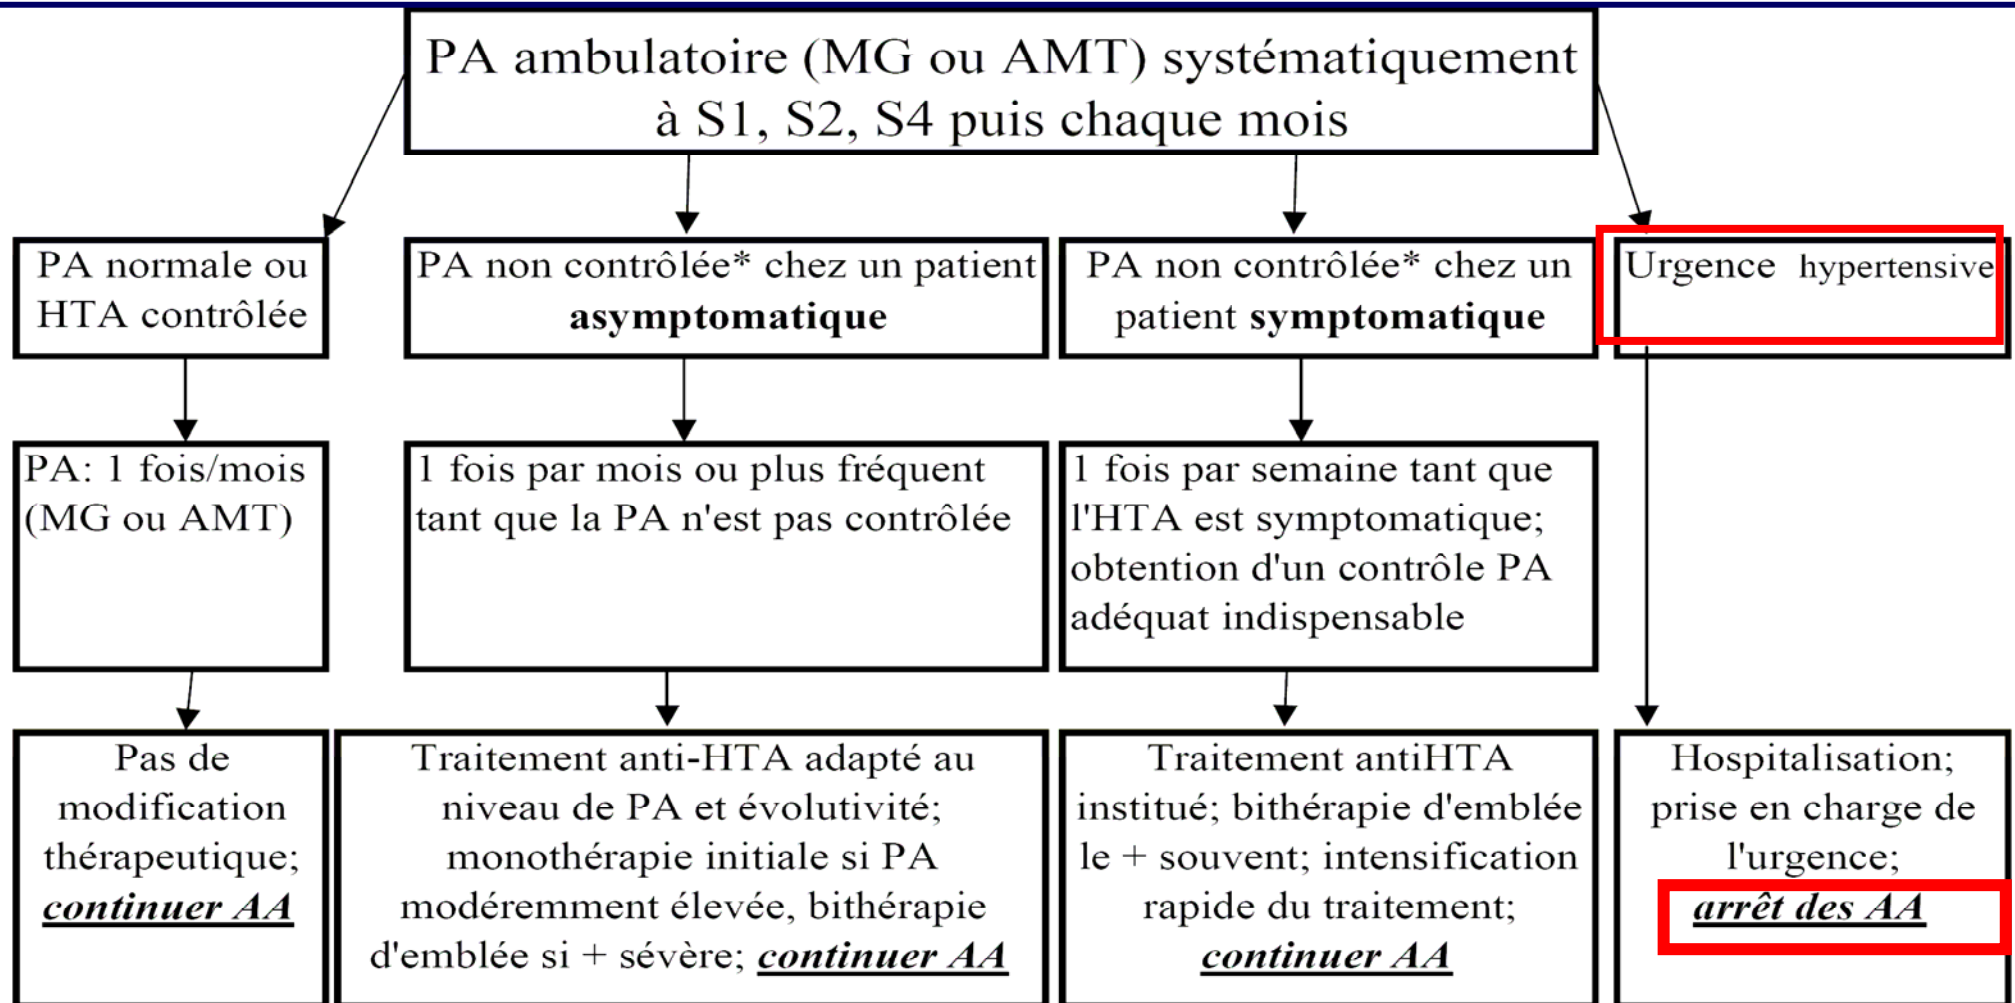 PA ambulatoire (MG ou AMT) systématiquement
à S1, S2, S4 puis chaque mois
PA normale ou
HTA contrôlée
PA non contrôlée* chez un patient
asymptomatique
PA non contrôlée* chez un
patient symptomatique
Urgence hypertensive
PA: 1 fois/mois
(MG ou AMT)
1 fois par mois ou plus fréquent
tant que la PA n'est pas contrôlée
1 fois par semaine tant que
l'HTA est symptomatique;
obtention d'un contrôle PA
adéquat indispensable
Pas de
modification
thérapeutique;
continuer AA
Traitement anti-HTA adapté au
niveau de PA et évolutivité;
monothérapie initiale si PA
modéremment élevée, bithérapie
d'emblée si + sévère; continuer AA
Traitement antiHTA
institué; bithérapie d'emblée
le + souvent; intensification
rapide du traitement;
continuer AA
Hospitalisation;
prise en charge de
l'urgence;
arrêt des AA